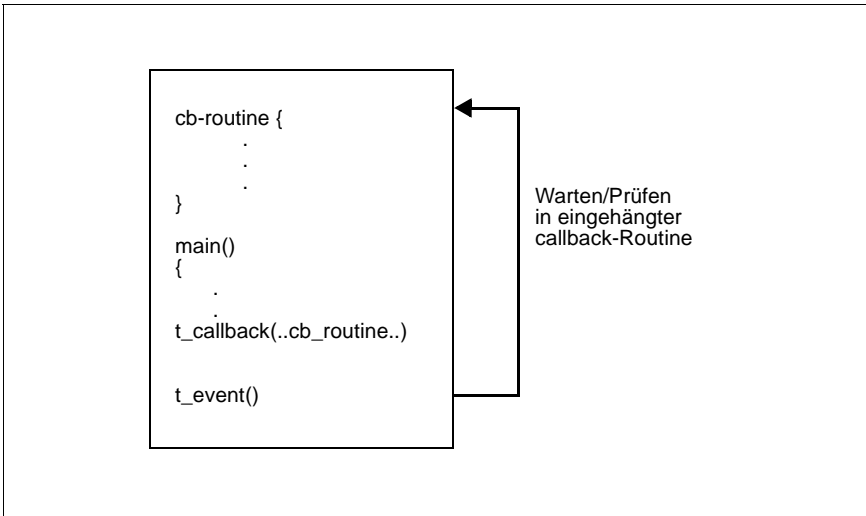 cb-routine {
.
.
.
}
main()
{
.
.
t_callback(..cb_routine..)
t_event()
Warten/Prüfen
in eingehängter
callback-Routine